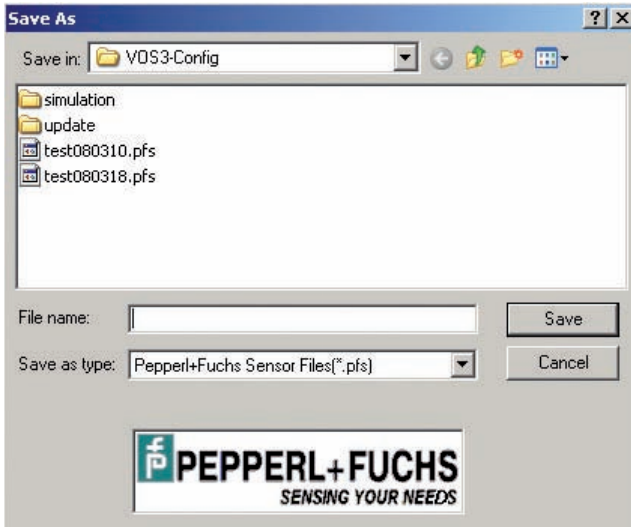 Save As
Save in: VOS3-Config
simulation
update
test080310.pfs
test080318.pfs
File name:
Save
Save as type: Pepperl+Fuchs Sensor Files(*.pfs)
Cancel
PEPPERL+FUCHS
SENSING YOUR NEEDS